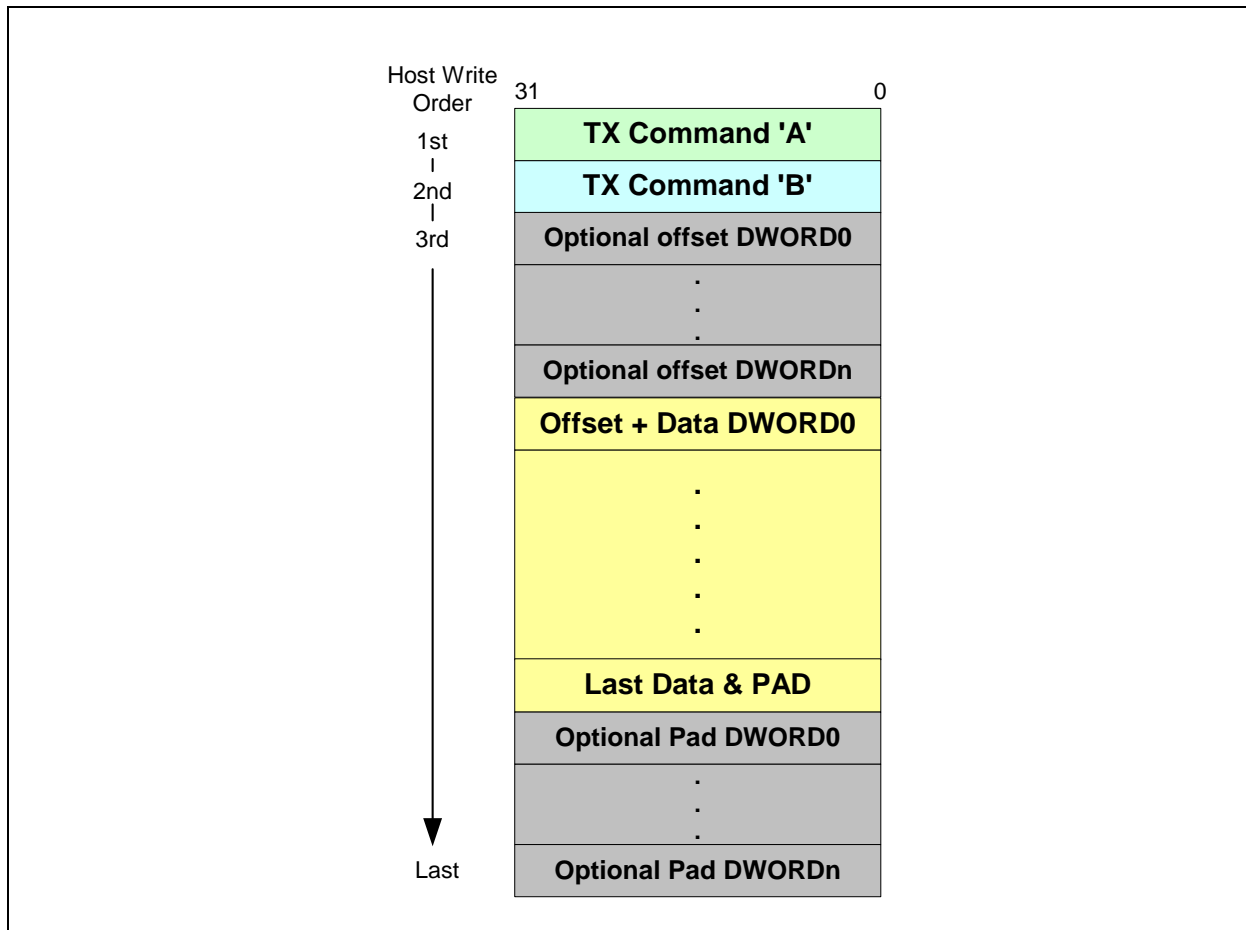 Host Write
Order
31
0
1st
TX Command 'A'
2nd
TX Command 'B'
3rd
Optional offset DWORD0
.
.
.
Optional offset DWORDn
Offset + Data DWORD0
.
.
.
.
.
Last Data & PAD
Optional Pad DWORD0
.
.
.
Last
Optional Pad DWORDn